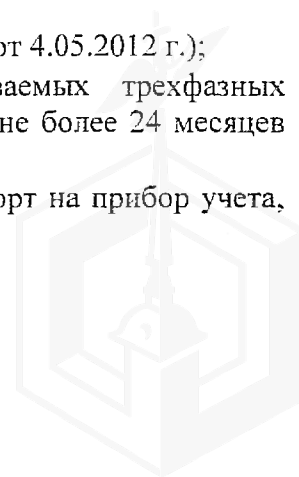 от 4.05.2012 г.);
ваемых трехфазных
не более 24 месяцев
орт на прибор учета,